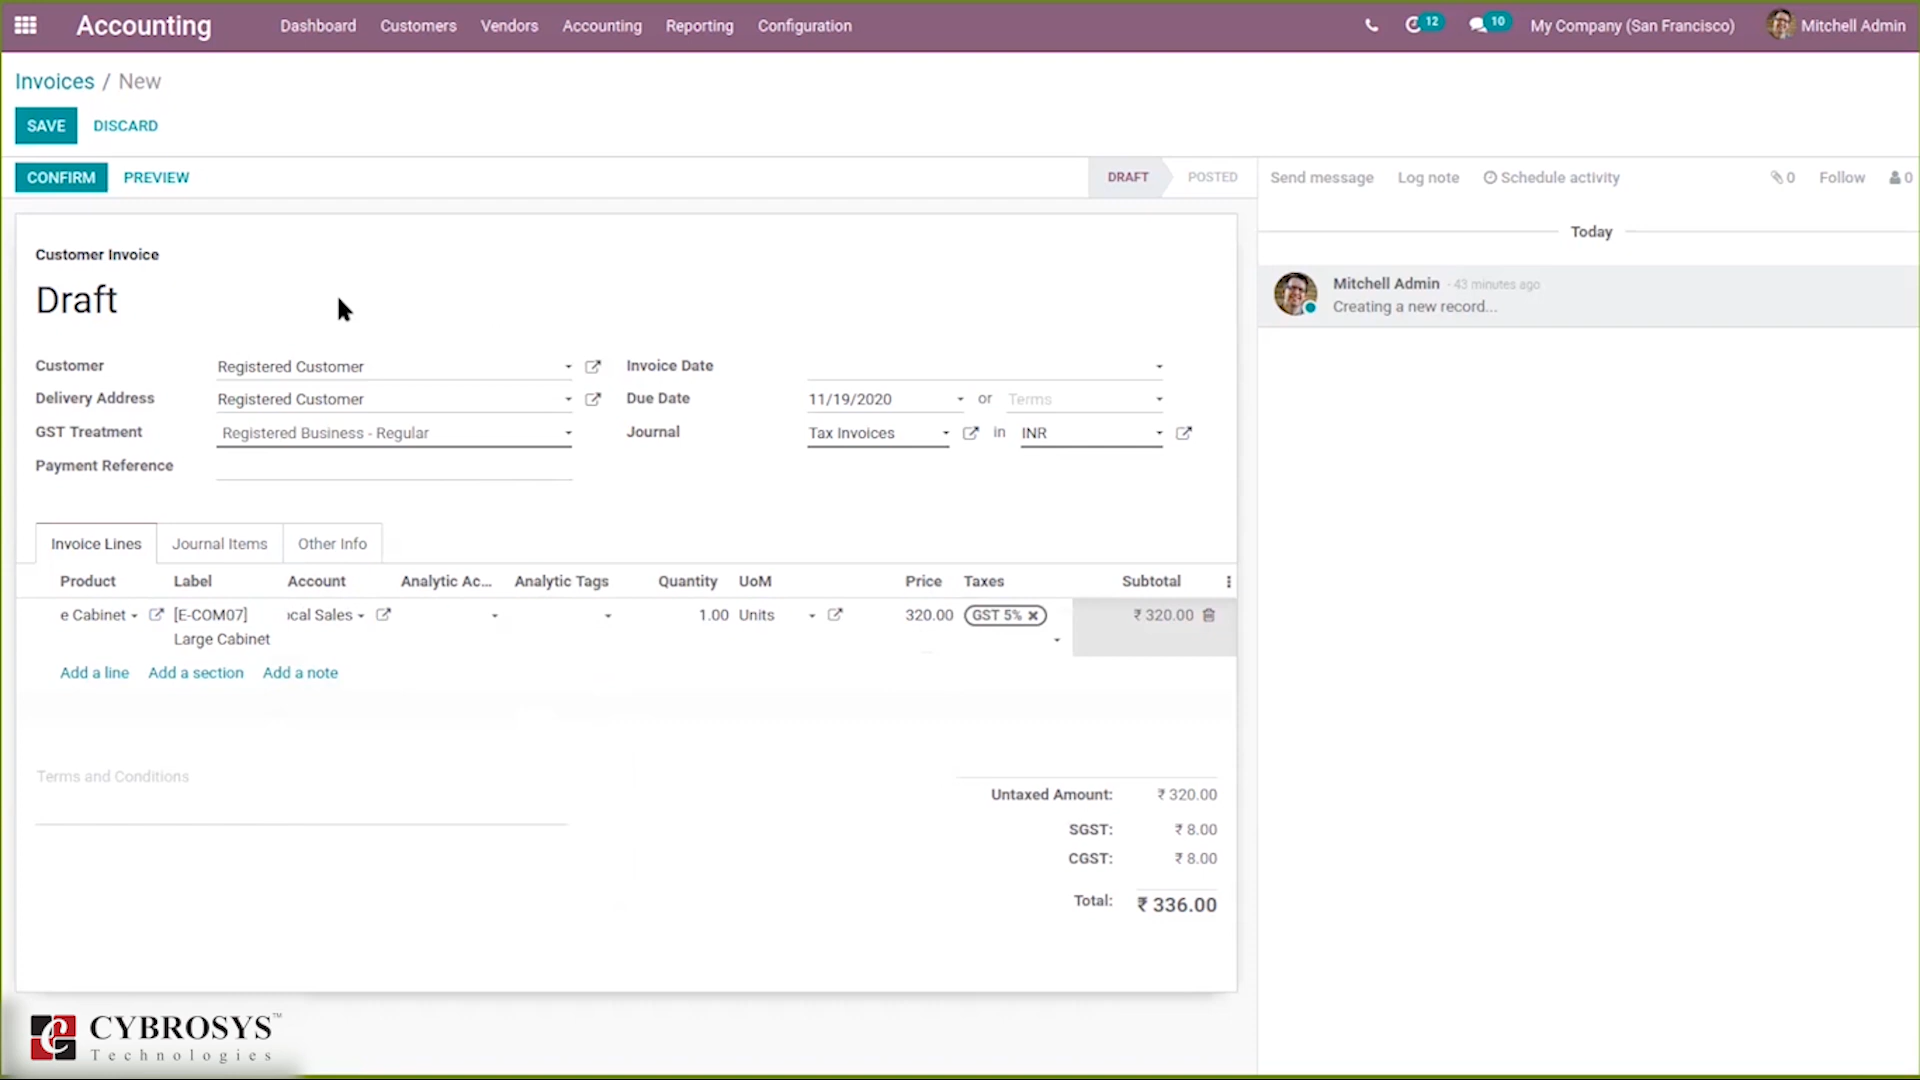 Accounting Dashboard Customers Vendors Accounting Reporting Configuration 12 10 My Company (San Francisco) Mitchell Admin
Invoices / New
SAVE DISCARD
CONFIRM PREVIEW DRAFT POSTED Send message Log note Schedule activity 0 Follow 0
Today
Customer Invoice
Draft
Mitchell Admin - 43 minutes ago
Creating a new record...
Customer Registered Customer Invoice Date
Delivery Address Registered Customer Due Date 11/19/2020 or Terms
GST Treatment Registered Business - Regular Journal Tax Invoices in INR
Payment Reference
Invoice Lines Journal Items Other Info
Product Label Account Analytic Ac... Analytic Tags Quantity UoM Price Taxes Subtotal
e Cabinet [E-COM07] ocal Sales 1.00 Units 320.00 GST 5% ₹ 320.00
Large Cabinet
Add a line Add a section Add a note
Terms and Conditions
Untaxed Amount: ₹ 320.00
SGST: ₹ 8.00
CGST: ₹ 8.00
Total: ₹ 336.00
CYBROSYS™
Technologies